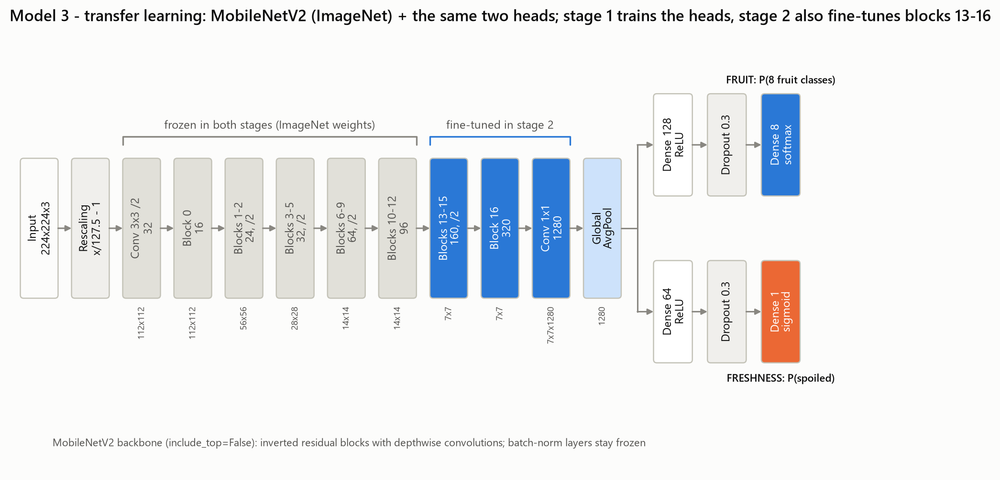 Model 3 - transfer learning: MobileNetV2 (ImageNet) + the same two heads; stage 1 trains the heads, stage 2 also fine-tunes blocks 13-16
frozen in both stages (ImageNet weights)
fine-tuned in stage 2
Input
224x224x3
Rescaling
x/127.5 - 1
Conv 3x3 /2
32
112x112
Block 0
16
112x112
Blocks 1-2
24, /2
56x56
Blocks 3-5
32, /2
28x28
Blocks 6-9
64, /2
14x14
Blocks 10-12
96
14x14
Blocks 13-15
160, /2
7x7
Block 16
320
7x7
Conv 1x1
1280
7x7x1280
Global
AvgPool
1280
FRUIT: P(8 fruit classes)
Dense 128
ReLU
Dropout 0.3
Dense 8
softmax
Dense 64
ReLU
Dropout 0.3
Dense 1
sigmoid
FRESHNESS: P(spoiled)
MobileNetV2 backbone (include_top=False): inverted residual blocks with depthwise convolutions; batch-norm layers stay frozen